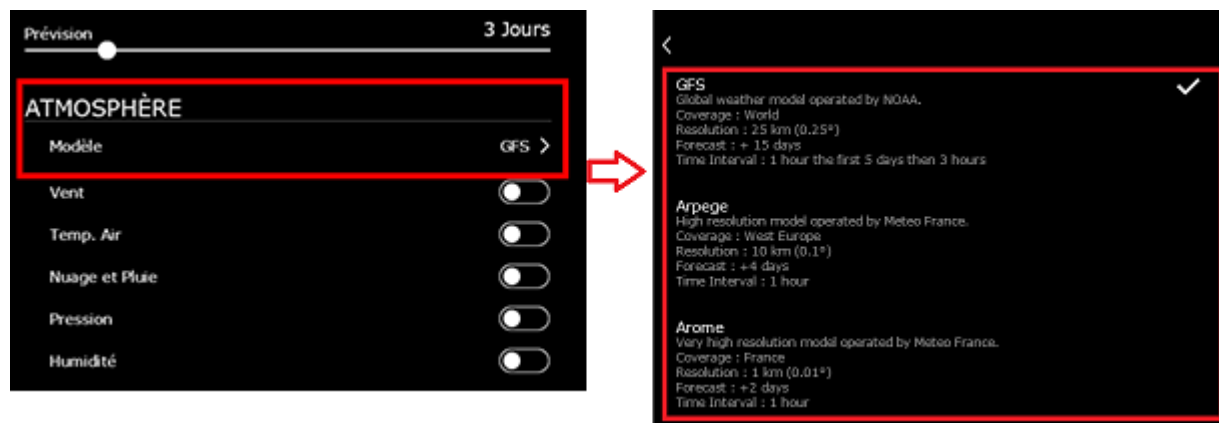 Prévision 3 Jours
ATMOSPHÈRE
Modèle GFS >
Vent
Temp. Air
Nuage et Pluie
Pression
Humidité
<
GFS
Global weather model operated by NOAA.
Coverage : World
Resolution : 25 km (0.25°)
Forecast : + 15 days
Time Interval : 1 hour the first 5 days then 3 hours
Arpege
High resolution model operated by Meteo France.
Coverage : West Europe
Resolution : 10 km (0.1°)
Forecast : +4 days
Time Interval : 1 hour
Arome
Very high resolution model operated by Meteo France.
Coverage : France
Resolution : 1 km (0.01°)
Forecast : +2 days
Time Interval : 1 hour